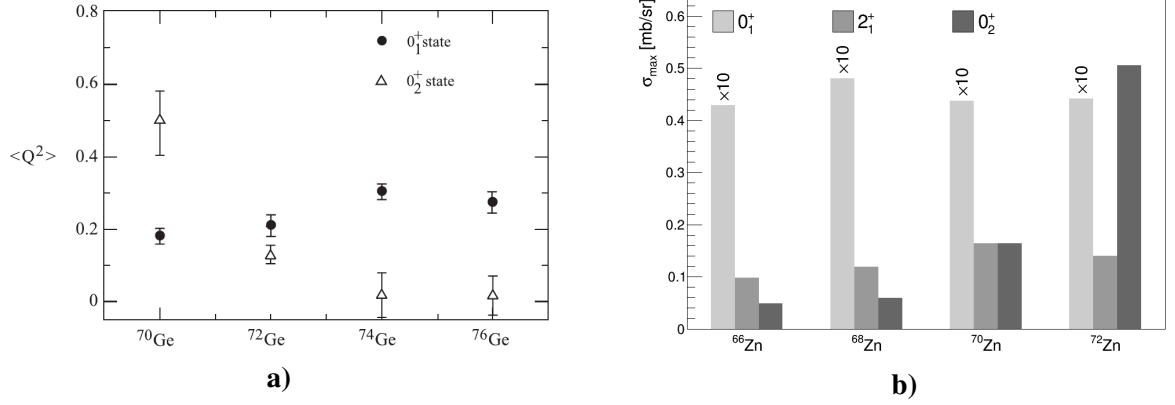 0.8
0.6
0.4
0.2
0
<Q²>
0₁⁺ state
0₂⁺ state
⁷⁰Ge
⁷²Ge
⁷⁴Ge
⁷⁶Ge
a)
σmax [mb/sr]
0.6
0.5
0.4
0.3
0.2
0.1
0
0₁⁺
2₁⁺
0₂⁺
×10
×10
×10
×10
⁶⁶Zn
⁶⁸Zn
⁷⁰Zn
⁷²Zn
b)